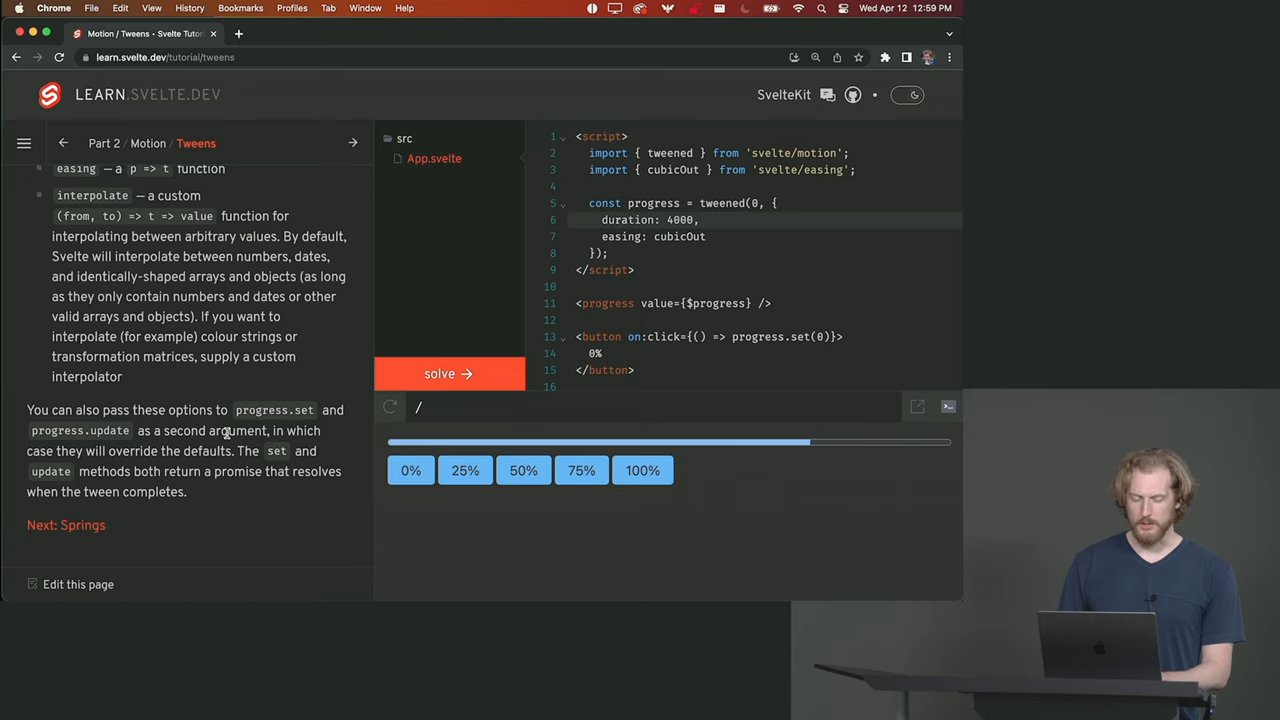 Chrome File Edit View History Bookmarks Profiles Tab Window Help Wed Apr 12 12:59 PM
Motion / Tweens • Svelte Tutor
learn.svelte.dev/tutorial/tweens
LEARN.SVELTE.DEV
SvelteKit
Part 2 / Motion / Tweens
easing — a p => t function
interpolate — a custom
(from, to) => t => value function for
interpolating between arbitrary values. By default,
Svelte will interpolate between numbers, dates,
and identically-shaped arrays and objects (as long
as they only contain numbers and dates or other
valid arrays and objects). If you want to
interpolate (for example) colour strings or
transformation matrices, supply a custom
interpolator
You can also pass these options to progress.set and
progress.update as a second argument, in which
case they will override the defaults. The set and
update methods both return a promise that resolves
when the tween completes.
Next: Springs
Edit this page
src
App.svelte
solve →
1 <script>
2 import { tweened } from 'svelte/motion';
3 import { cubicOut } from 'svelte/easing';
4
5 const progress = tweened(0, {
6 duration: 4000,
7 easing: cubicOut
8 });
9 </script>
10
11 <progress value={$progress} />
12
13 <button on:click={() => progress.set(0)}>
14 0%
15 </button>
16
/
0% 25% 50% 75% 100%